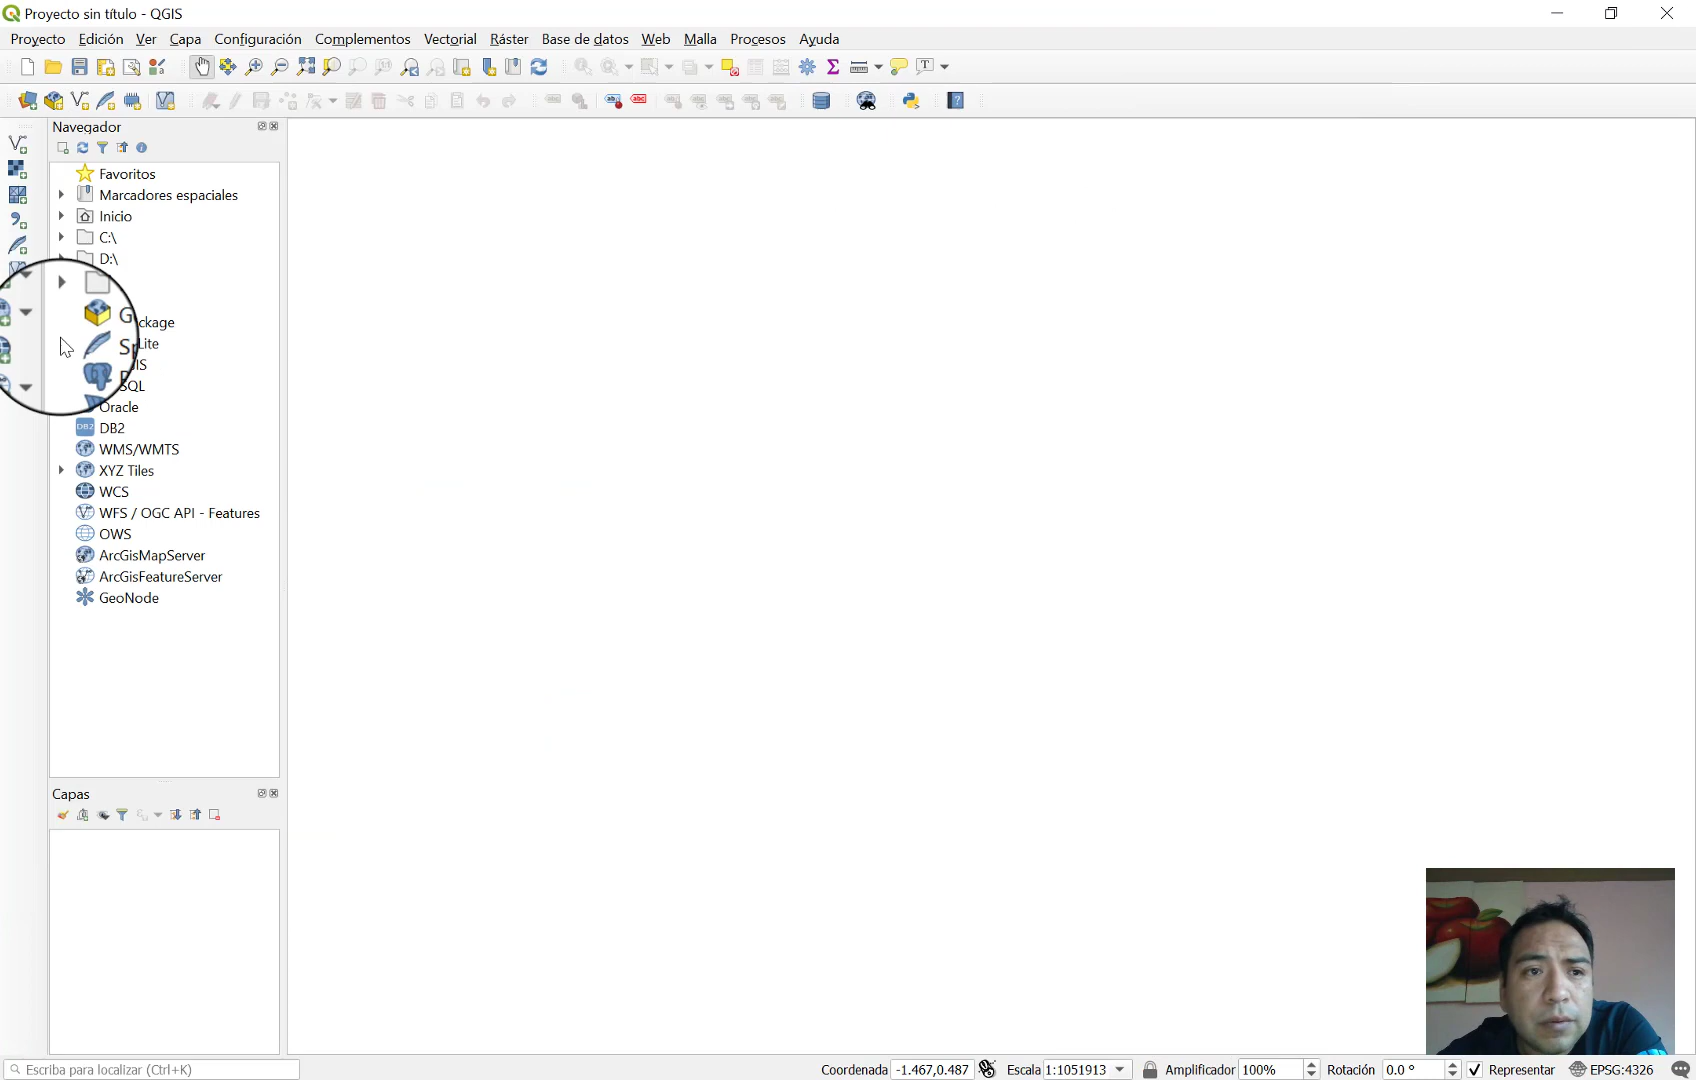 Proyecto sin título - QGIS
Proyecto Edición Ver Capa Configuración Complementos Vectorial Ráster Base de datos Web Malla Procesos Ayuda
Navegador
Favoritos
Marcadores espaciales
Inicio
C:\
D:\
G ckage
Sp Lite
IS
SQL
Oracle
DB2
WMS/WMTS
XYZ Tiles
WCS
WFS / OGC API - Features
OWS
ArcGisMapServer
ArcGisFeatureServer
GeoNode
Capas
Escriba para localizar (Ctrl+K)
Coordenada -1.467,0.487 Escala 1:1051913 Amplificador 100% Rotación 0.0 ° Representar EPSG:4326